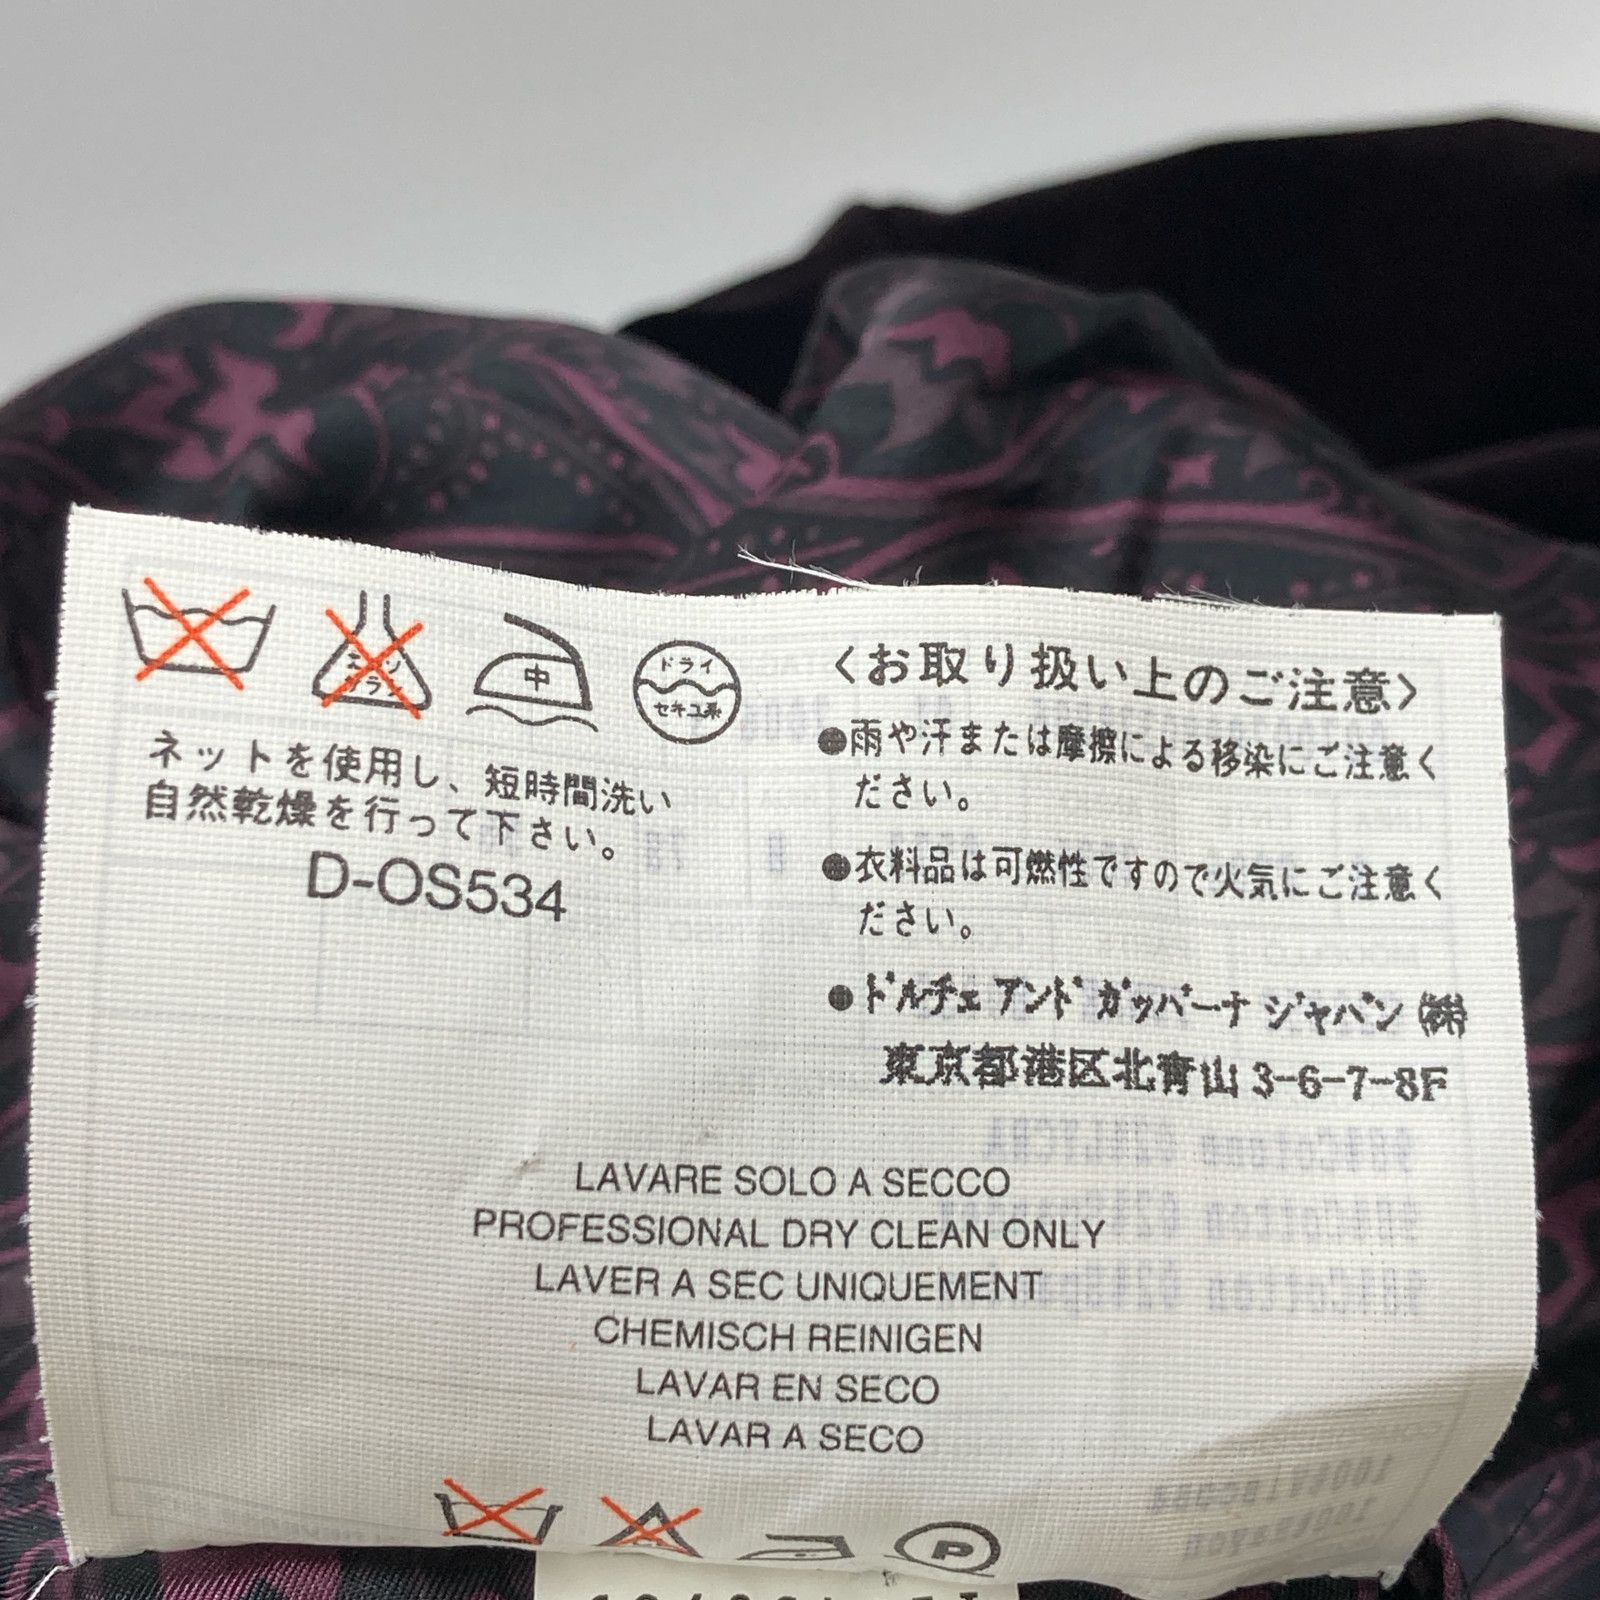 エンソ
サラシ
中
ドライ
セキユ系
ネットを使用し、短時間洗い
自然乾燥を行って下さい。
D-OS534
〈お取り扱い上のご注意〉
●雨や汗または摩擦による移染にご注意く
ださい。
●衣料品は可燃性ですので火気にご注意く
ださい。
●ドルチェ アンド ガッバーナ ジャパン ㈱
東京都港区北青山 3-6-7-8F
LAVARE SOLO A SECCO
PROFESSIONAL DRY CLEAN ONLY
LAVER A SEC UNIQUEMENT
CHEMISCH REINIGEN
LAVAR EN SECO
LAVAR A SECO
P